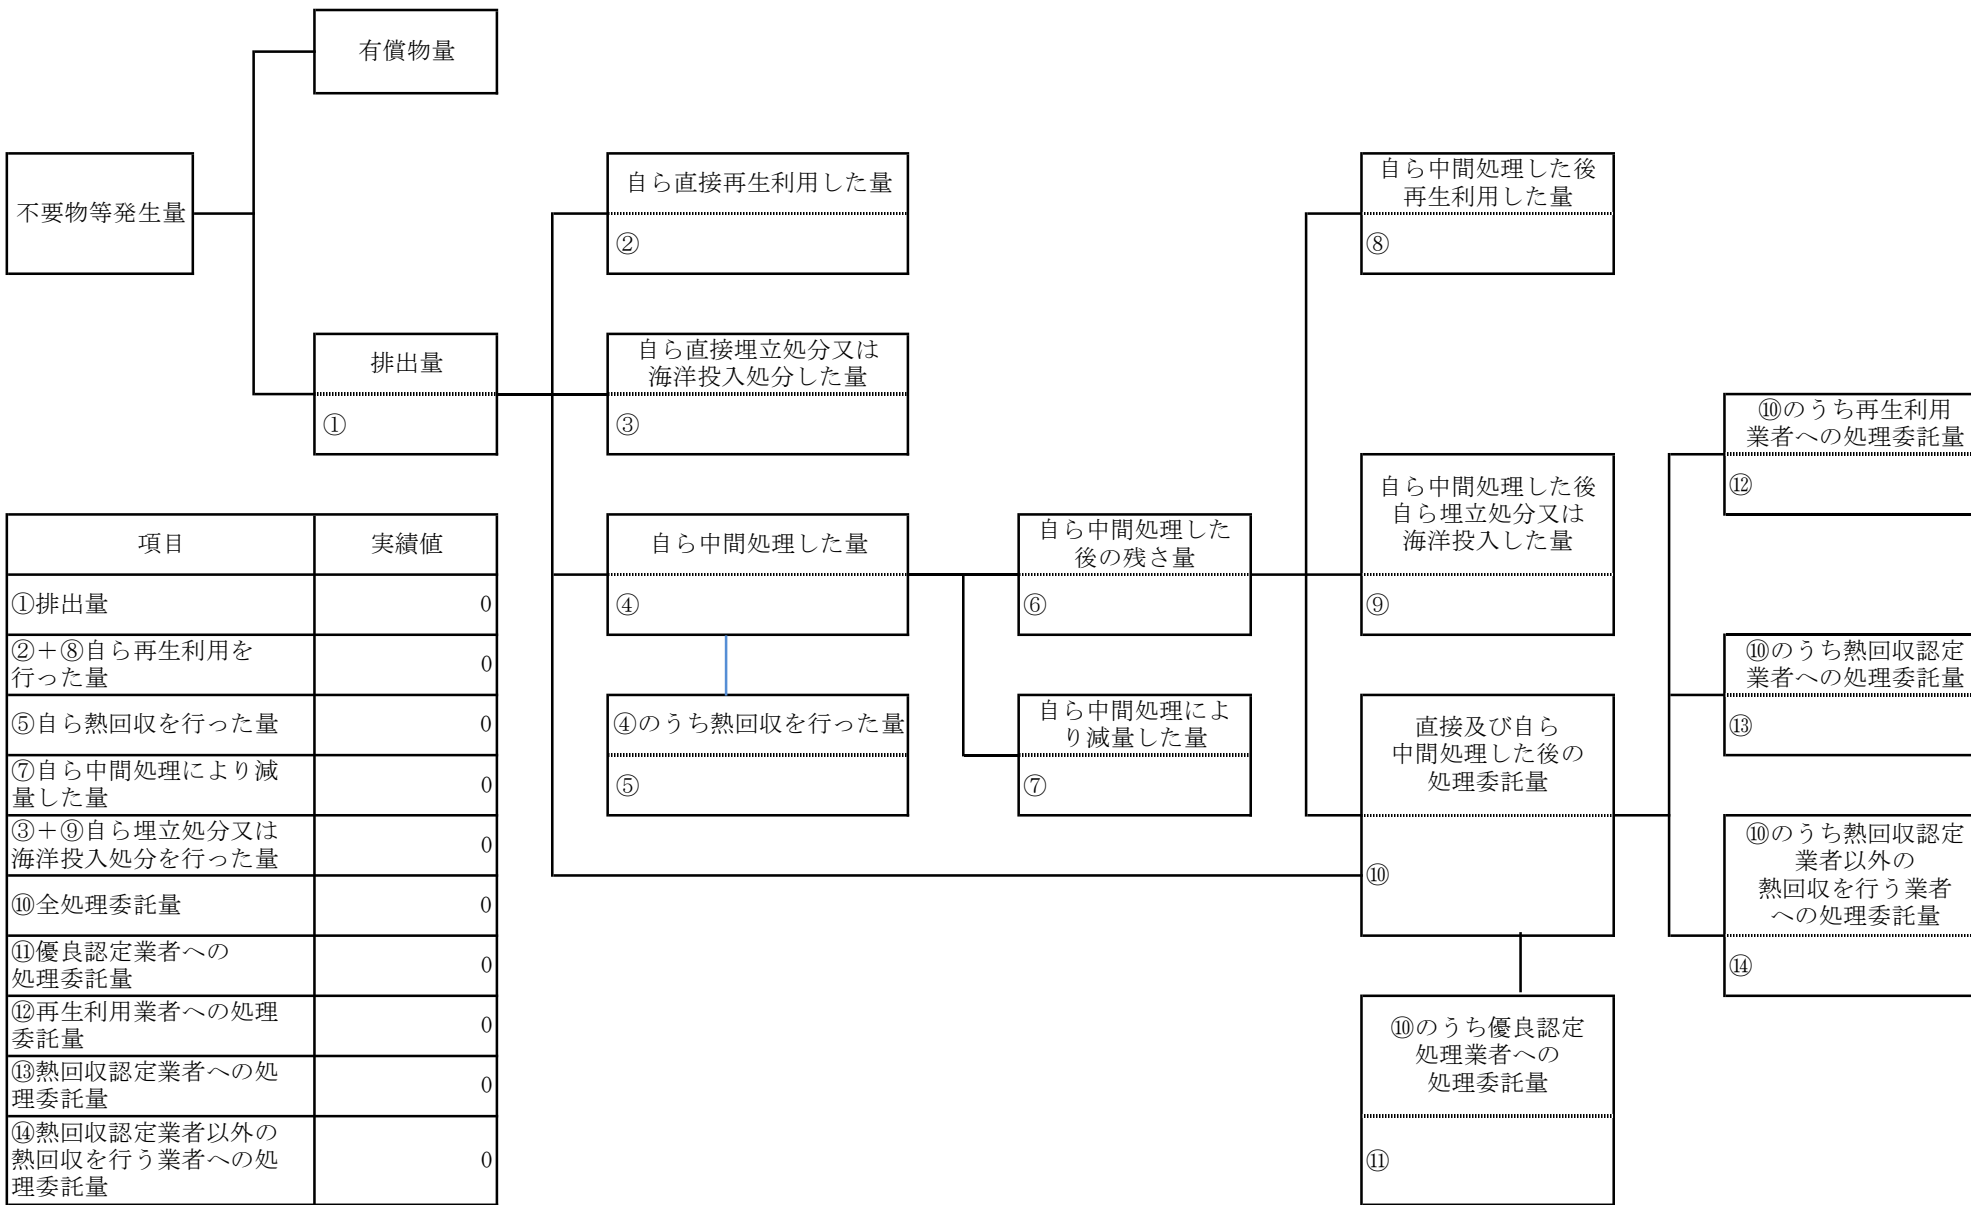 有償物量
不要物等発生量
排出量
①
自ら直接再生利用した量
②
自ら直接埋立処分又は
海洋投入処分した量
③
自ら中間処理した量
④
④のうち熱回収を行った量
⑤
自ら中間処理した
後の残さ量
⑥
自ら中間処理によ
り減量した量
⑦
自ら中間処理した後
再生利用した量
⑧
自ら中間処理した後
自ら埋立処分又は
海洋投入した量
⑨
直接及び自ら
中間処理した後の
処理委託量
⑩
⑩のうち優良認定
処理業者への
処理委託量
⑪
⑩のうち再生利用
業者への処理委託量
⑫
⑩のうち熱回収認定
業者への処理委託量
⑬
⑩のうち熱回収認定
業者以外の
熱回収を行う業者
への処理委託量
⑭
項目 実績値
①排出量 0
②＋⑧自ら再生利用を
行った量 0
⑤自ら熱回収を行った量 0
⑦自ら中間処理により減
量した量 0
③＋⑨自ら埋立処分又は
海洋投入処分を行った量 0
⑩全処理委託量 0
⑪優良認定業者への
処理委託量 0
⑫再生利用業者への処理
委託量 0
⑬熱回収認定業者への処
理委託量 0
⑭熱回収認定業者以外の
熱回収を行う業者への処 0
理委託量